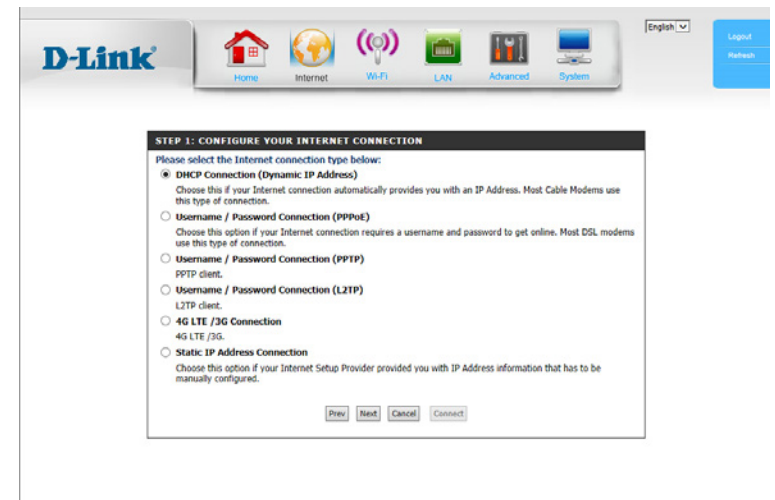 D-Link
Home
Internet
Wi-Fi
LAN
Advanced
System
English
Logout
Refresh
STEP 1: CONFIGURE YOUR INTERNET CONNECTION
Please select the Internet connection type below:
DHCP Connection (Dynamic IP Address)
Choose this if your Internet connection automatically provides you with an IP Address. Most Cable Modems use
this type of connection.
Username / Password Connection (PPPoE)
Choose this option if your Internet connection requires a username and password to get online. Most DSL modems
use this type of connection.
Username / Password Connection (PPTP)
PPTP client.
Username / Password Connection (L2TP)
L2TP client.
4G LTE /3G Connection
4G LTE /3G.
Static IP Address Connection
Choose this option if your Internet Setup Provider provided you with IP Address information that has to be
manually configured.
Prev Next Cancel Connect